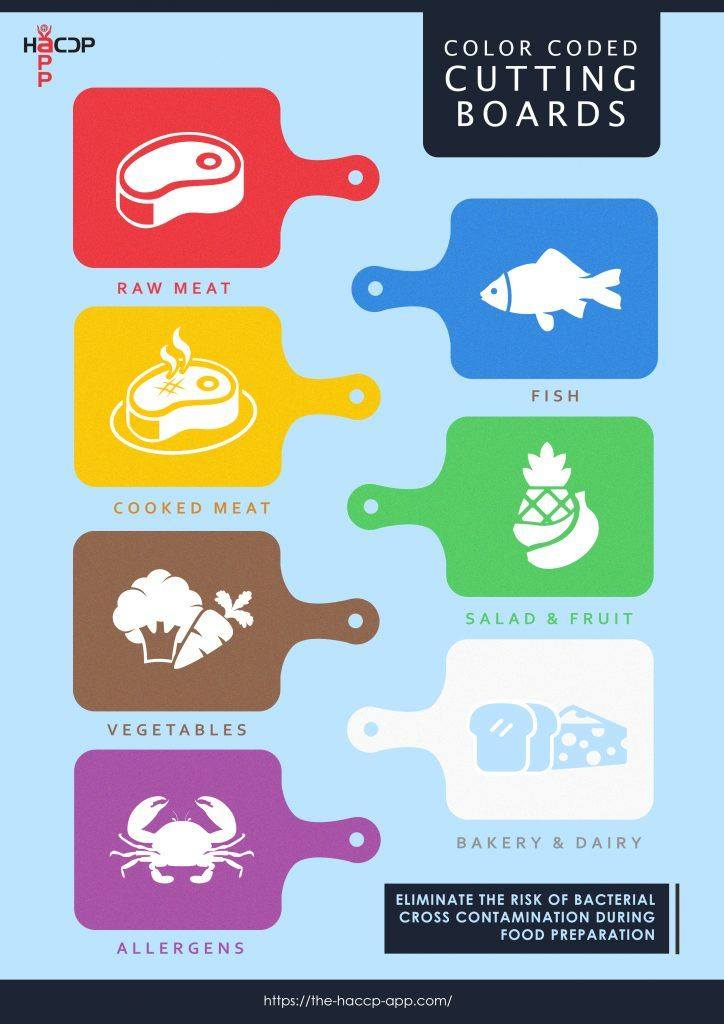 HACCP
APP
COLOR CODED
CUTTING
BOARDS
RAW MEAT
FISH
COOKED MEAT
SALAD & FRUIT
VEGETABLES
BAKERY & DAIRY
ALLERGENS
ELIMINATE THE RISK OF BACTERIAL
CROSS CONTAMINATION DURING
FOOD PREPARATION
https://the-haccp-app.com/